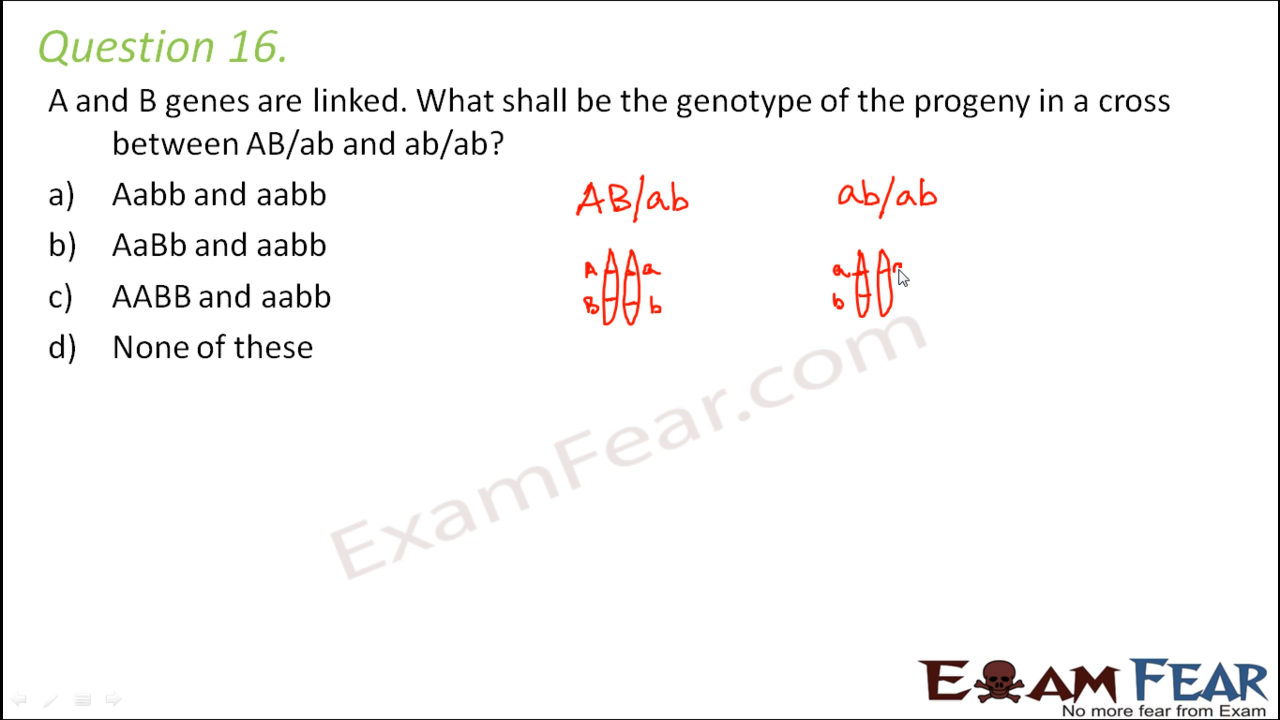 Question 16.
A and B genes are linked. What shall be the genotype of the progeny in a cross
between AB/ab and ab/ab?
a) Aabb and aabb
b) AaBb and aabb
c) AABB and aabb
d) None of these
AB/ab ab/ab
A a a
B b b
ExamFear.com
EXAM FEAR
No more fear from Exam